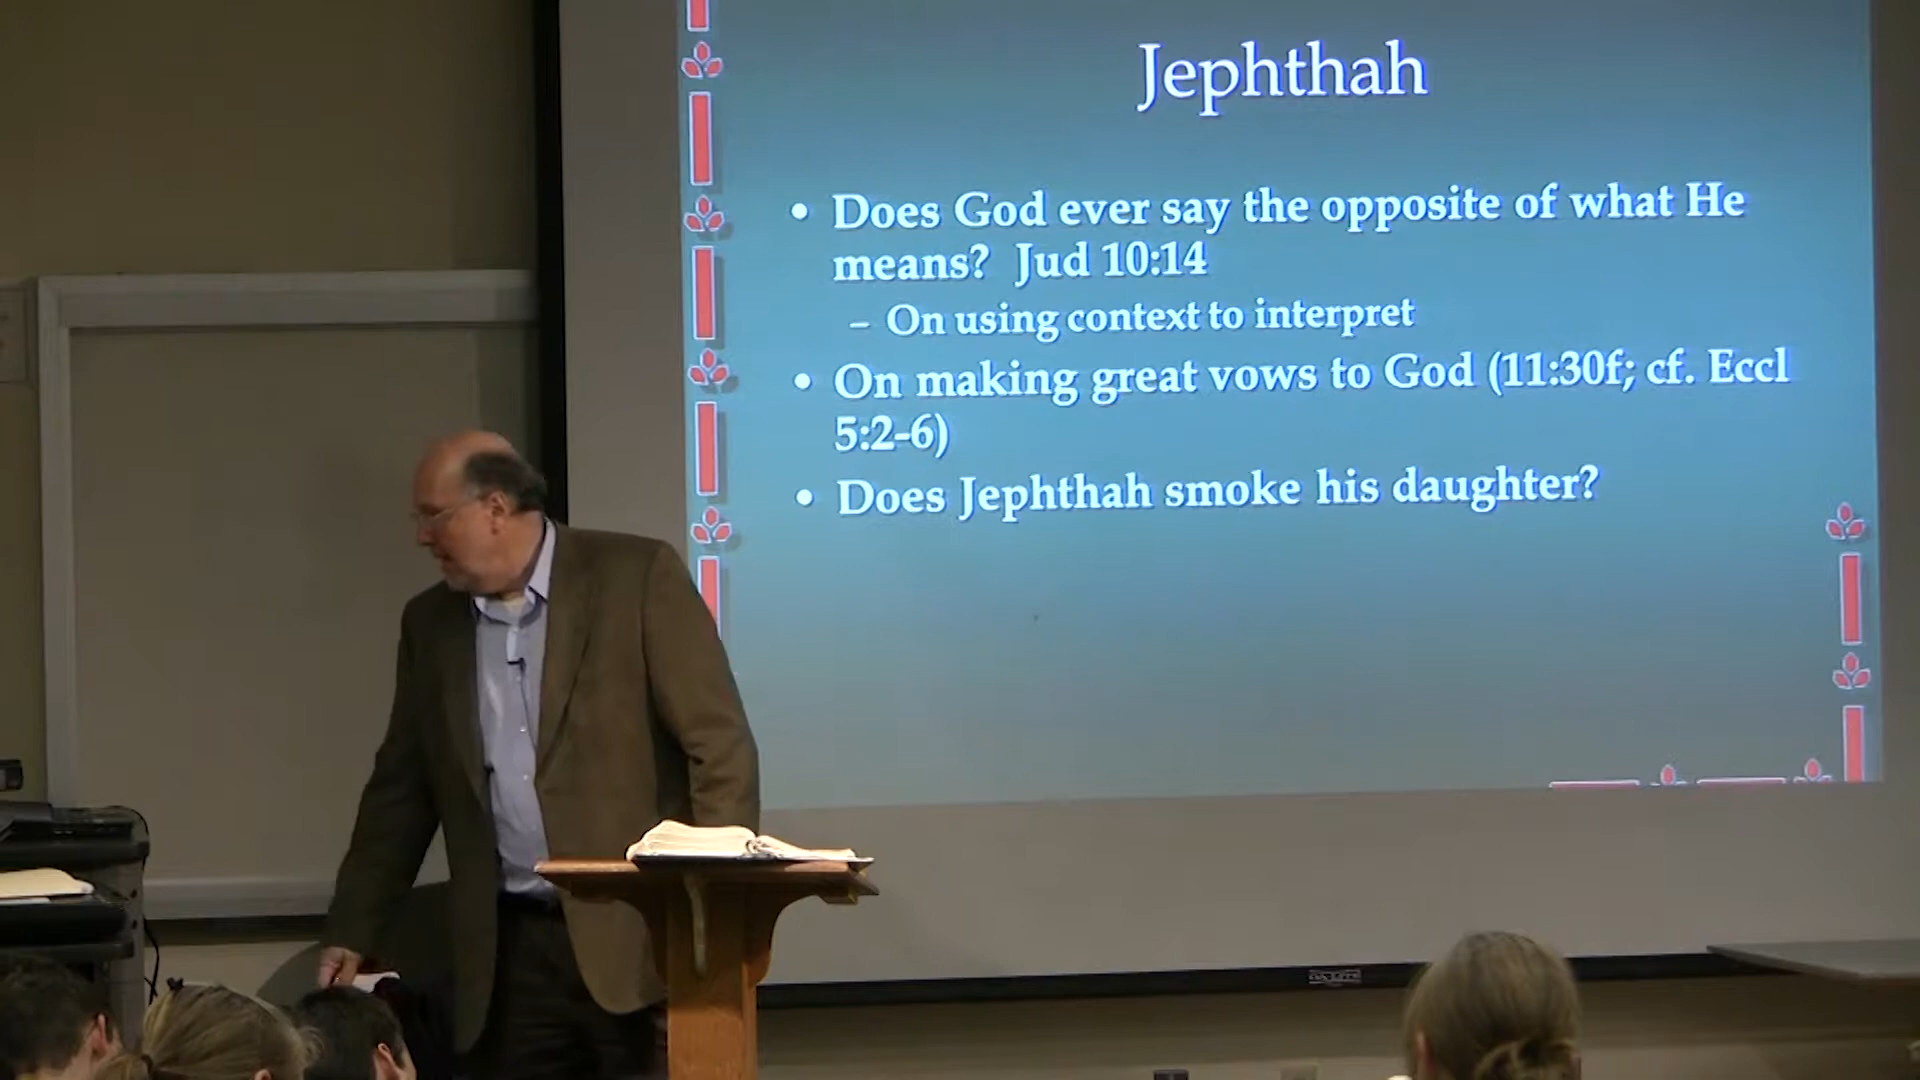 Jephthah
• Does God ever say the opposite of what He
means? Jud 10:14
– On using context to interpret
• On making great vows to God (11:30f; cf. Eccl
5:2-6)
• Does Jephthah smoke his daughter?